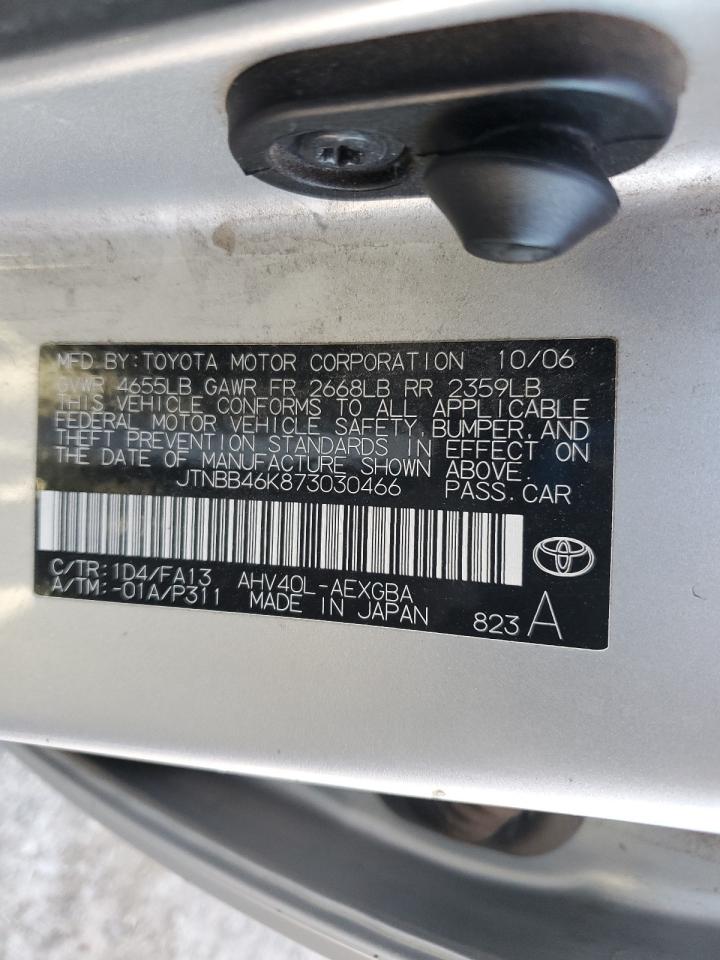 MFD BY: TOYOTA MOTOR CORPORATION 10/06
GVWR 4655LB GAWR FR 2668LB RR 2359LB
THIS VEHICLE CONFORMS TO ALL APPLICABLE
FEDERAL MOTOR VEHICLE SAFETY, BUMPER, AND
THEFT PREVENTION STANDARDS IN EFFECT ON
THE DATE OF MANUFACTURE SHOWN ABOVE.
JTNBB46K873030466 PASS. CAR
C/TR: 1D4/FA13 AHV40L-AEXGBA
A/TM: -01A/P311 MADE IN JAPAN 823 A